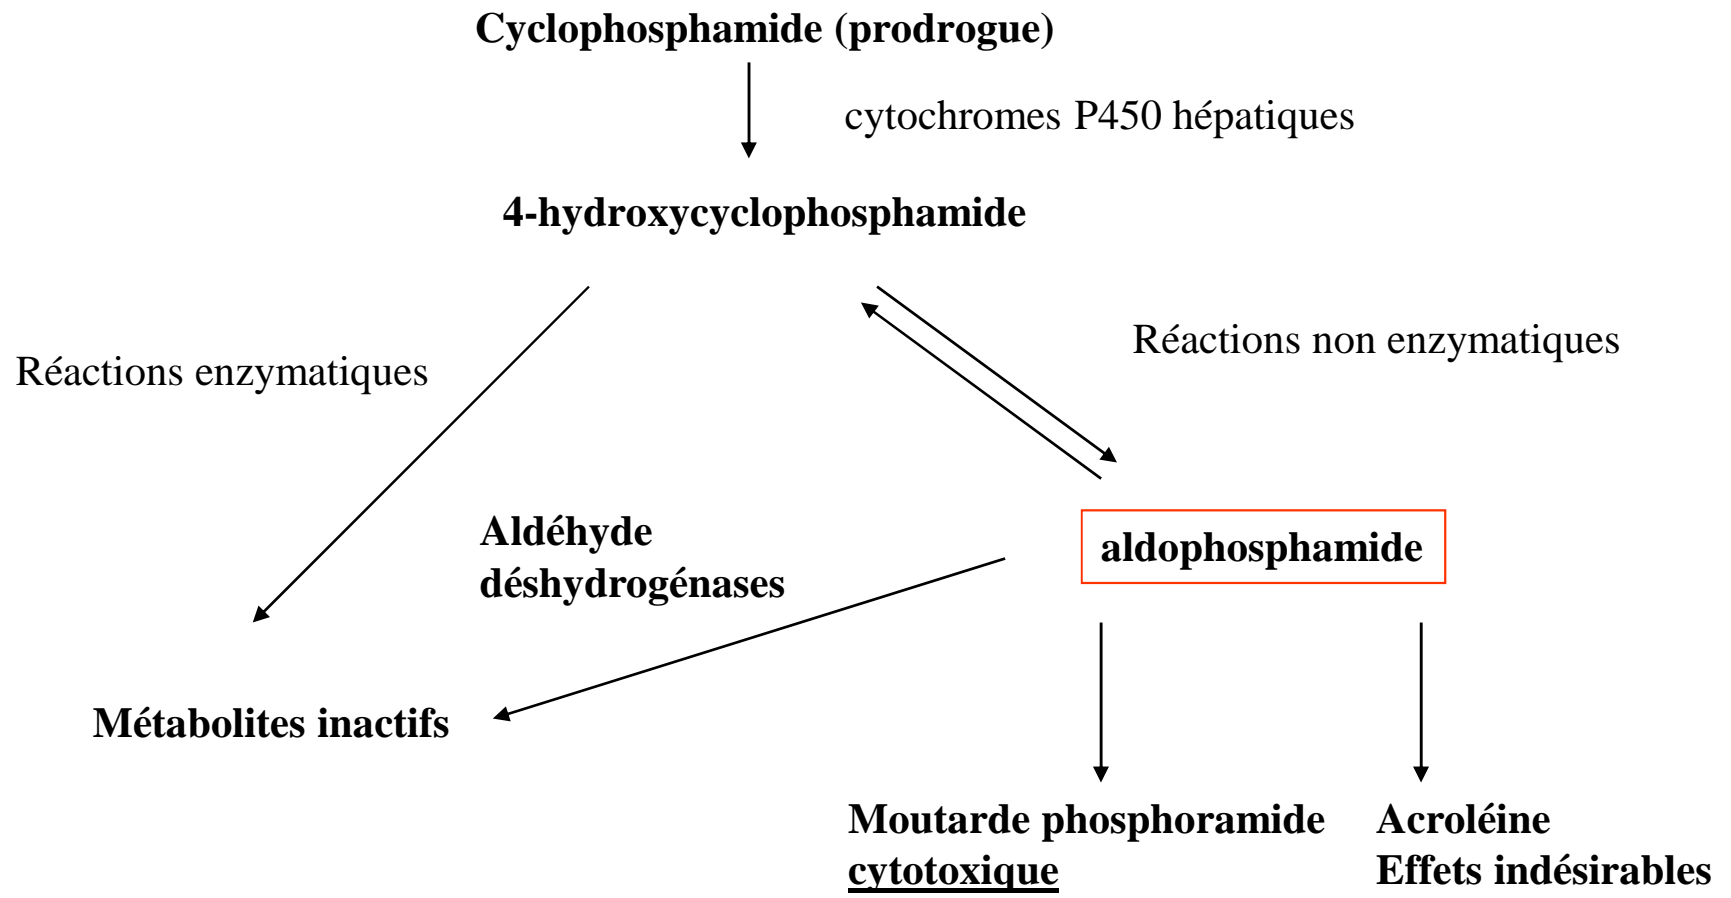 Cyclophosphamide (prodrogue)
cytochromes P450 hépatiques
4-hydroxycyclophosphamide
Réactions non enzymatiques
Réactions enzymatiques
Aldéhyde
déshydrogénases
aldophosphamide
Métabolites inactifs
Moutarde phosphoramide
cytotoxique
Acroléine
Effets indésirables